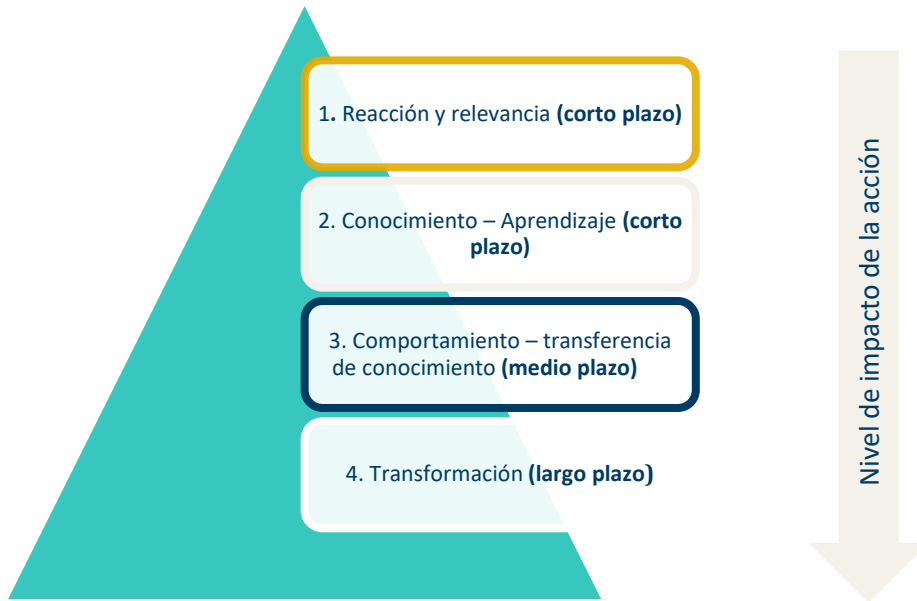 1. Reacción y relevancia (corto plazo)
2. Conocimiento – Aprendizaje (corto
plazo)
3. Comportamiento – transferencia
de conocimiento (medio plazo)
4. Transformación (largo plazo)
Nivel de impacto de la acción